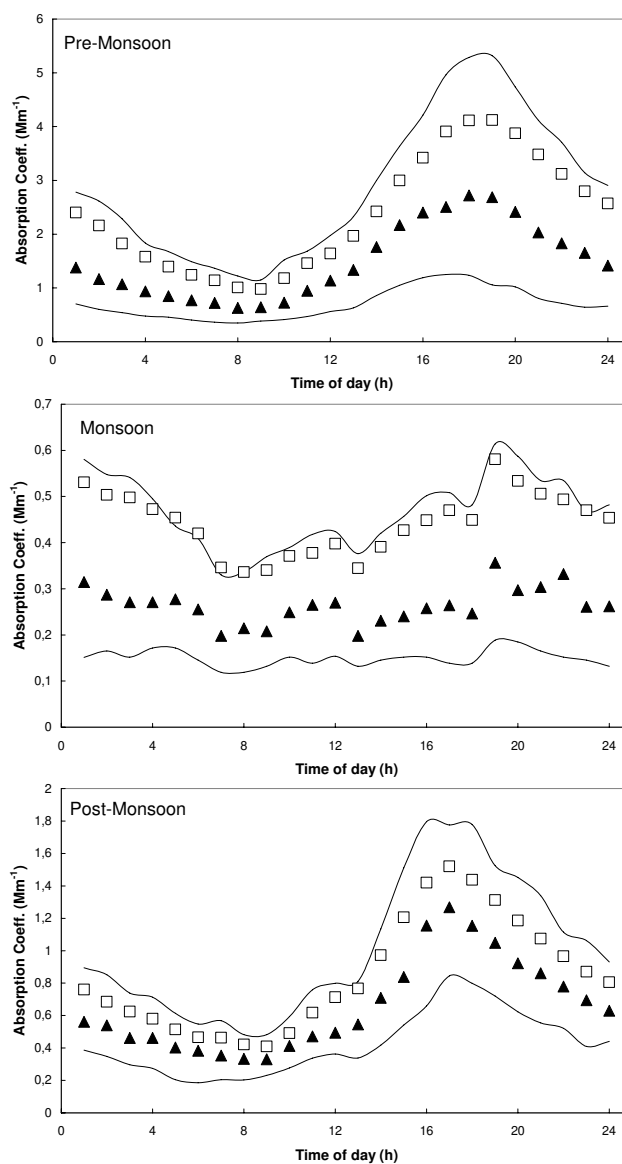 6
Pre-Monsoon
5
4
3
2
1
0
Absorption Coeff. (Mm-1)
0 4 8 12 16 20 24
Time of day (h)
0,7
Monsoon
0,6
0,5
0,4
0,3
0,2
0,1
0
Absorption Coeff. (Mm-1)
0 4 8 12 16 20 24
Time of day (h)
2
Post-Monsoon
1,8
1,6
1,4
1,2
1
0,8
0,6
0,4
0,2
0
Absorption Coeff. (Mm-1)
0 4 8 12 16 20 24
Time of day (h)